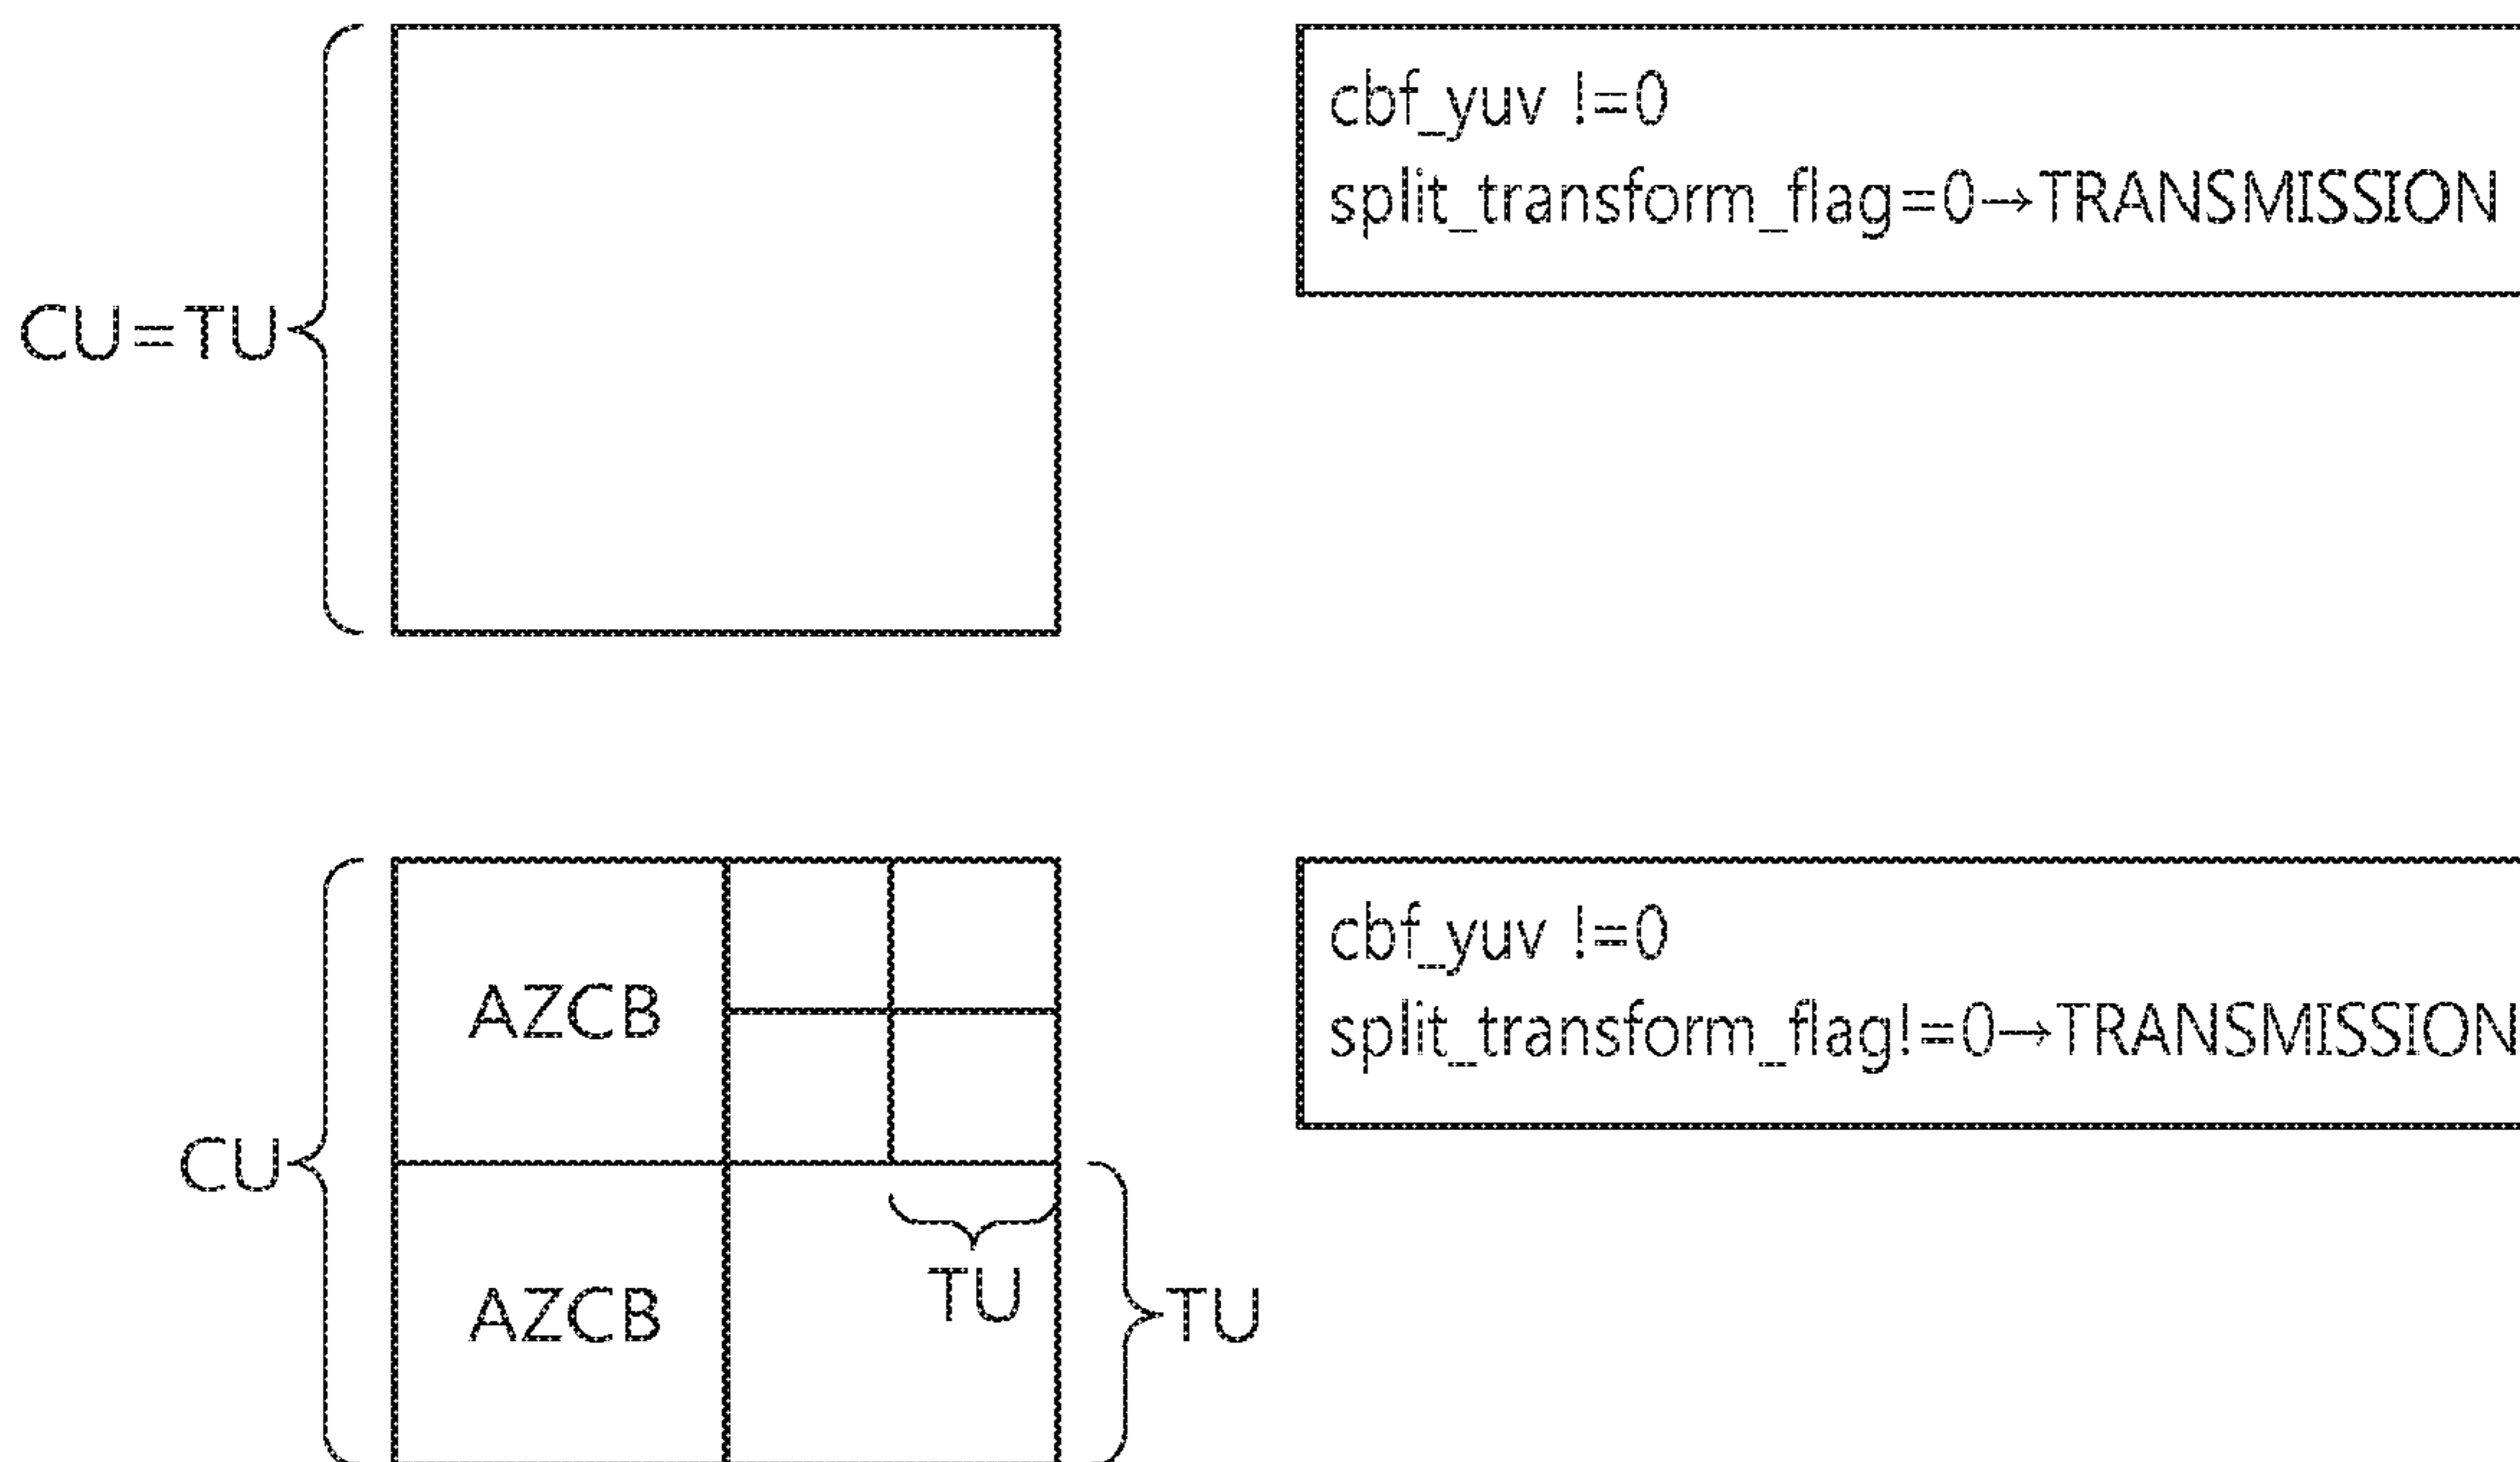 cbf_yuv !=0
split_transform_flag=0→TRANSMISSION
CU=TU
cbf_yuv !=0
split_transform_flag!=0→TRANSMISSION
AZCB
CU
TU
AZCB
TU